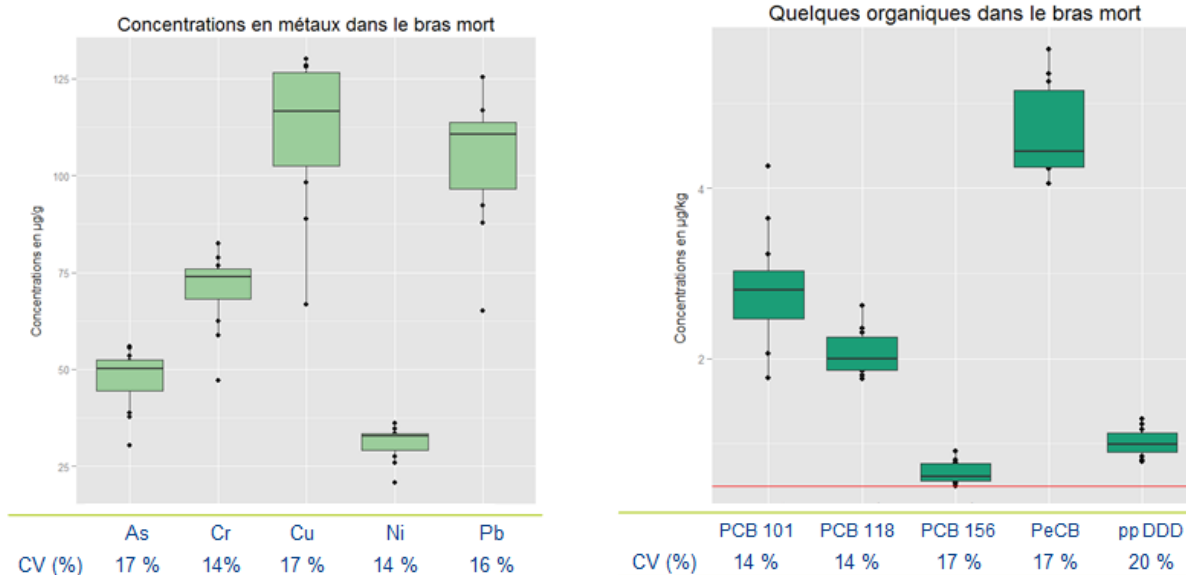 Concentrations en métaux dans le bras mort
Concentrations en µg/g
125
100
75
50
25
As Cr Cu Ni Pb
CV (%) 17 % 14% 17 % 14 % 16 %
Quelques organiques dans le bras mort
Concentrations en µg/kg
4
2
PCB 101 PCB 118 PCB 156 PeCB pp DDD
14 % 14 % 17 % 17 % 20 %